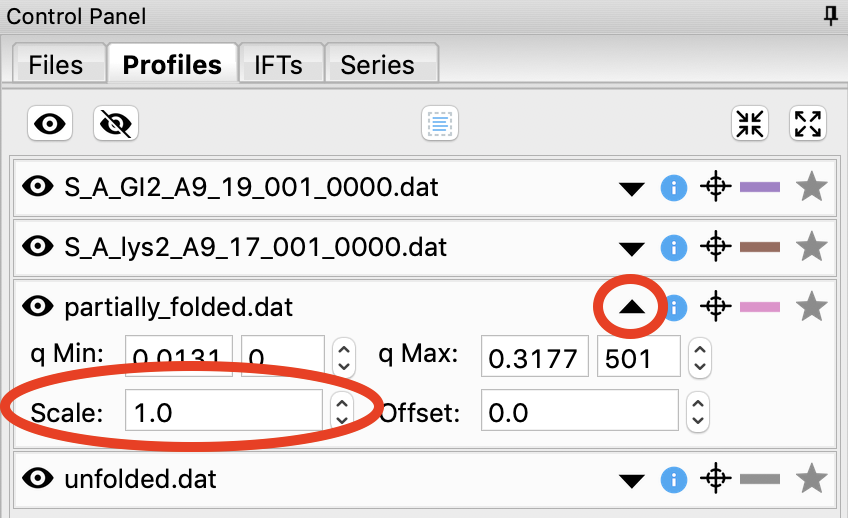 Control Panel
Files Profiles IFTs Series
S_A_GI2_A9_19_001_0000.dat
S_A_lys2_A9_17_001_0000.dat
partially_folded.dat
q Min: 0.0131 0 q Max: 0.3177 501
Scale: 1.0 Offset: 0.0
unfolded.dat